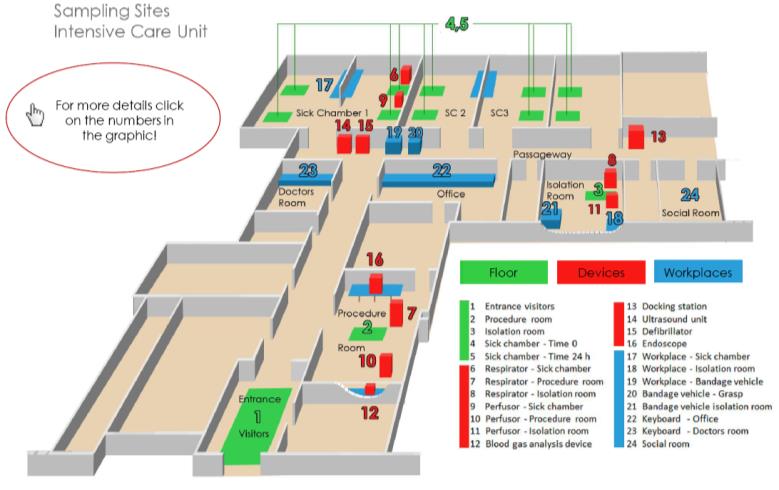 Sampling Sites
Intensive Care Unit
For more details click
on the numbers in
the graphic!
4,5
17
6
9
Sick Chamber 1
SC 2
SC3
14
15
19
20
13
Passageway
23
22
8
Doctors
Room
Office
Isolation
Room
3
11
21
18
24
Social Room
16
Procedure
7
2
Room
10
12
Entrance
1
Visitors
Floor
Devices
Workplaces
1 Entrance visitors
2 Procedure room
3 Isolation room
4 Sick chamber - Time 0
5 Sick chamber - Time 24 h
6 Respirator - Sick chamber
7 Respirator - Procedure room
8 Respirator - Isolation room
9 Perfusor - Sick chamber
10 Perfusor - Procedure room
11 Perfusor - Isolation room
12 Blood gas analysis device
13 Docking station
14 Ultrasound unit
15 Defibrillator
16 Endoscope
17 Workplace - Sick chamber
18 Workplace - Isolation room
19 Workplace - Bandage vehicle
20 Bandage vehicle - Grasp
21 Bandage vehicle isolation room
22 Keyboard - Office
23 Keyboard - Doctors room
24 Social room